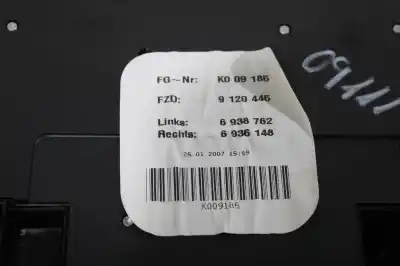 FG-Nr: K0 09 186
FZD: 9 120 445
Links: 6 938 762
Rechts: 6 936 148
26.01 2007 15:59
K009186